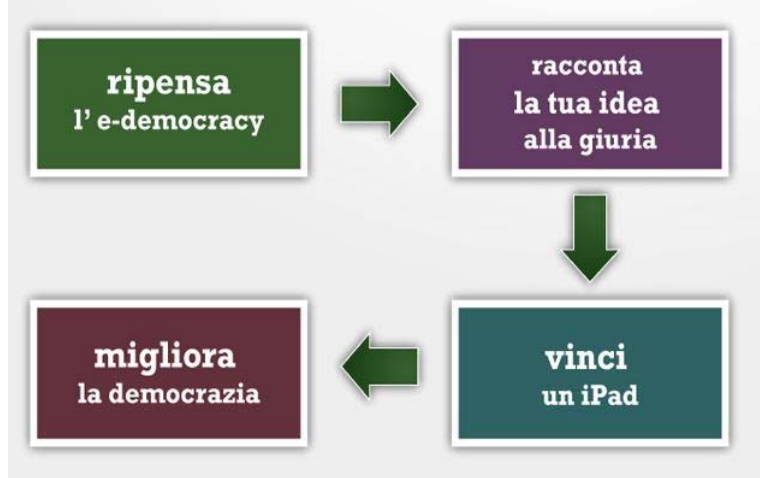 ripensa
l' e-democracy
racconta
la tua idea
alla giuria
vinci
un iPad
migliora
la democrazia